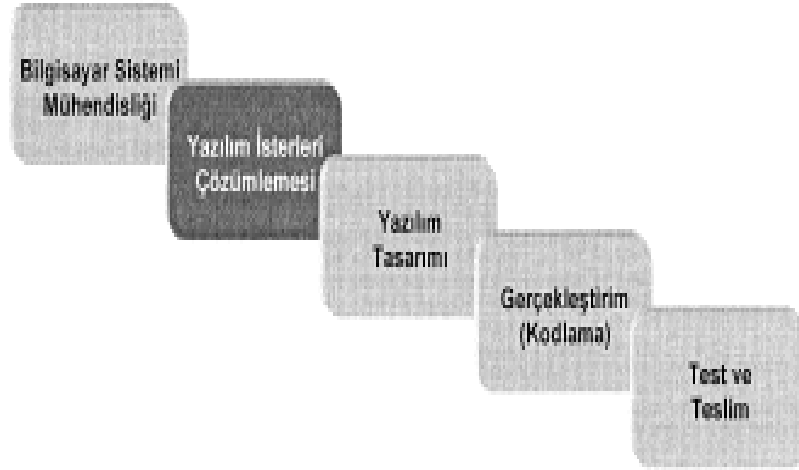 Bilgisayar Sistemi
Mühendisliği
Yazılım İsterleri
Çözümlemesi
Yazılım
Tasarımı
Gerçekleştirim
(Kodlama)
Test ve
Teslim